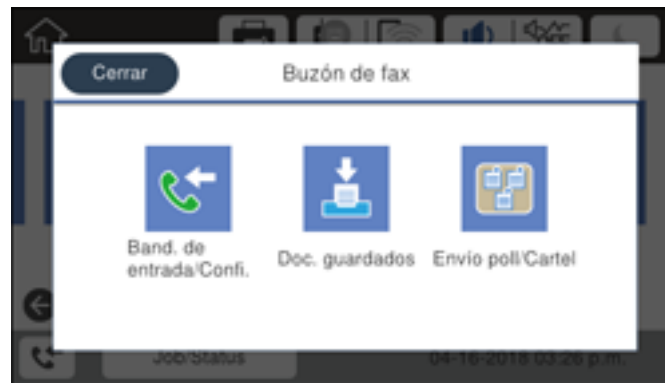 Cerrar
Buzón de fax
Band. de
entrada/Confi.
Doc. guardados
Envío poll/Cartel
Job/Status
04-16-2018 03:26 p.m.